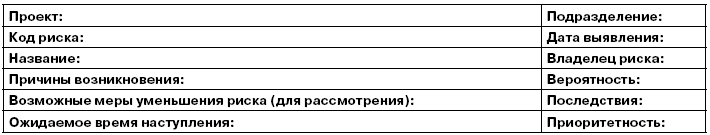 Проект: Подразделение:
Код риска: Дата выявления:
Название: Владелец риска:
Причины возникновения: Вероятность:
Возможные меры уменьшения риска (для рассмотрения): Последствия:
Ожидаемое время наступления: Приоритетность: